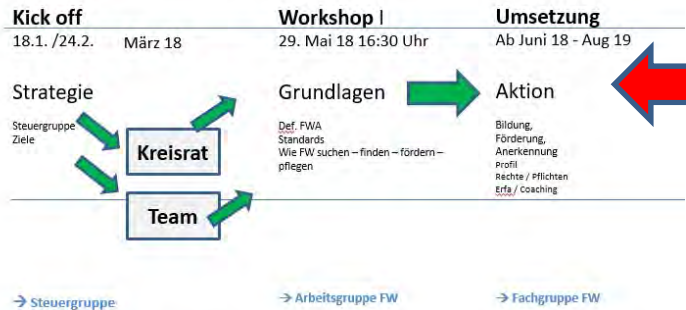 Kick off
18.1. /24.2.
März 18
Strategie
Steuergruppe
Ziele
Kreisrat
Team
→ Steuergruppe
Workshop I
29. Mai 18 16:30 Uhr
Grundlagen
Def. FWA
Standards
Wie FW suchen – finden – fördern –
pflegen
→ Arbeitsgruppe FW
Umsetzung
Ab Juni 18 - Aug 19
Aktion
Bildung,
Förderung,
Anerkennung
Profil
Rechte / Pflichten
Erfa / Coaching
→ Fachgruppe FW